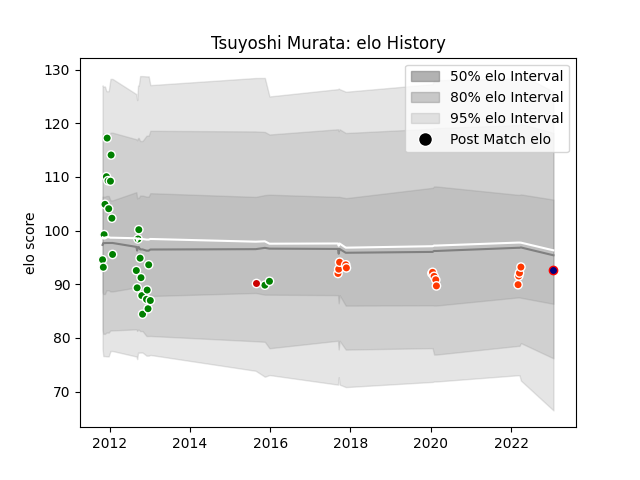 Tsuyoshi Murata: elo History
50% elo Interval
80% elo Interval
95% elo Interval
Post Match elo
elo score
130
120
110
100
90
80
70
2012
2014
2016
2018
2020
2022